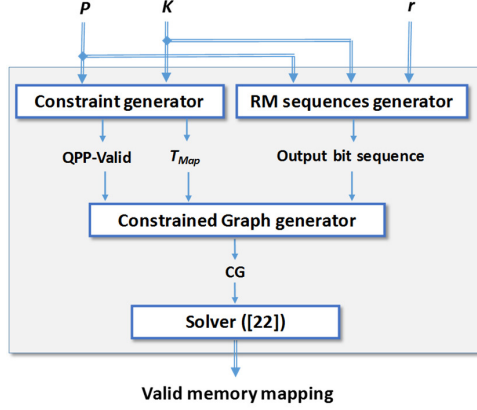 P K r
Constraint generator RM sequences generator
QPP-Valid T_Map Output bit sequence
Constrained Graph generator
CG
Solver ([22])
Valid memory mapping